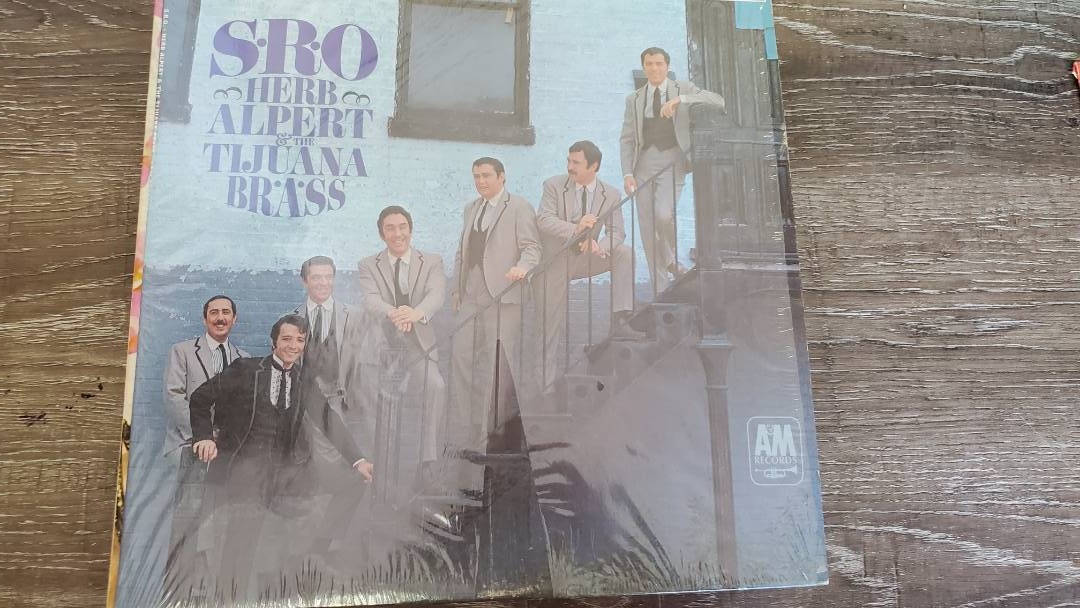 S·R·O
HERB
ALPERT
& THE
TIJUANA
BRASS
A&M
RECORDS